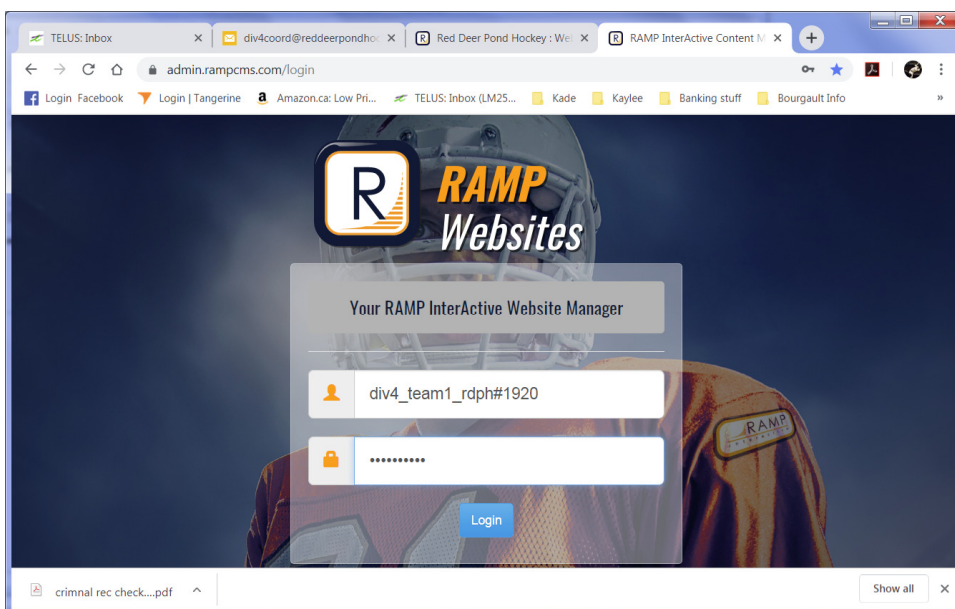 TELUS: Inbox
div4coord@reddeerpondhoc
Red Deer Pond Hockey : Web
RAMP InterActive Content M
admin.rampcms.com/login
Login Facebook
Login | Tangerine
Amazon.ca: Low Pri...
TELUS: Inbox (LM25...
Kade
Kaylee
Banking stuff
Bourgault Info
»
R
RAMP
Websites
Your RAMP InterActive Website Manager
div4_team1_rdph#1920
••••••••••
RAMP
Login
crimnal rec check....pdf
Show all